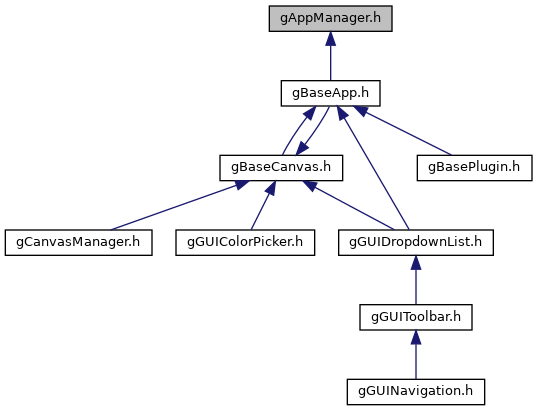 gAppManager.h
gBaseApp.h
gBaseCanvas.h
gBasePlugin.h
gCanvasManager.h
gGUIColorPicker.h
gGUIDropdownList.h
gGUIToolbar.h
gGUINavigation.h